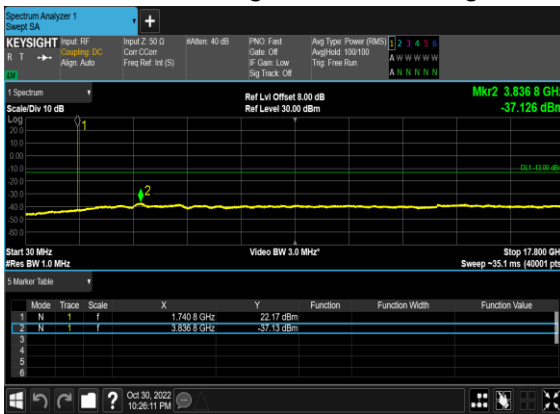 Spectrum Analyzer 1
Swept SA
+
KEYSIGHT
R T
LV
Input: RF
Coupling: DC
Align: Auto
Input Z: 50 Ω
Corr CCorr
Freq Ref: Int (S)
#Atten: 40 dB
PNO: Fast
Gate: Off
IF Gain: Low
Sig Track: Off
Avg Type: Power (RMS)
Avg|Hold: 100/100
Trig: Free Run
1 2 3 4 5 6
A W W W W W
A N N N N N
1 Spectrum
Scale/Div 10 dB
Ref Lvl Offset 8.00 dB
Ref Level 30.00 dBm
Mkr2 3.836 8 GHz
-37.126 dBm
Log
20.0
10.0
0.00
-10.0
-20.0
-30.0
-40.0
-50.0
-60.0
1
2
DL1 -13.00 dBm
Start 30 MHz
#Res BW 1.0 MHz
Video BW 3.0 MHz*
Stop 17.800 GHz
Sweep ~35.1 ms (40001 pts
5 Marker Table
Mode Trace Scale X Y Function Function Width Function Value
1 N 1 f 1.740 8 GHz 22.17 dBm
2 N 1 f 3.836 8 GHz -37.13 dBm
3
4
5
6
?
Oct 30, 2022
10:26:11 PM